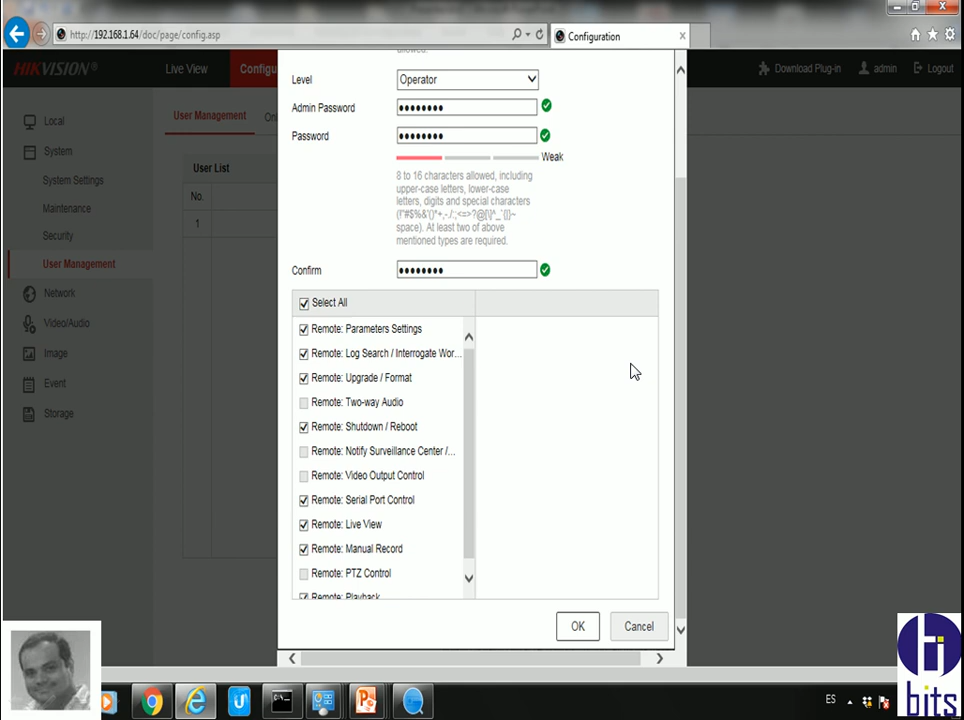 http://192.168.1.64/doc/page/config.asp
Configuration
HIKVISION®
Live View
Configu
Download Plug-in
admin
Logout
allowed.
Local
System
System Settings
Maintenance
Security
User Management
Network
Video/Audio
Image
Event
Storage
User Management
On
User List
No.
1
Level
Operator
Admin Password
••••••••
Password
••••••••
Weak
8 to 16 characters allowed, including
upper-case letters, lower-case
letters, digits and special characters
space). At least two of above
mentioned types are required.
Confirm
••••••••
Select All
Remote: Parameters Settings
Remote: Log Search / Interrogate Wor...
Remote: Upgrade / Format
Remote: Two-way Audio
Remote: Shutdown / Reboot
Remote: Notify Surveillance Center /...
Remote: Video Output Control
Remote: Serial Port Control
Remote: Live View
Remote: Manual Record
Remote: PTZ Control
Remote: Playback
OK
Cancel
ES
hi
bits